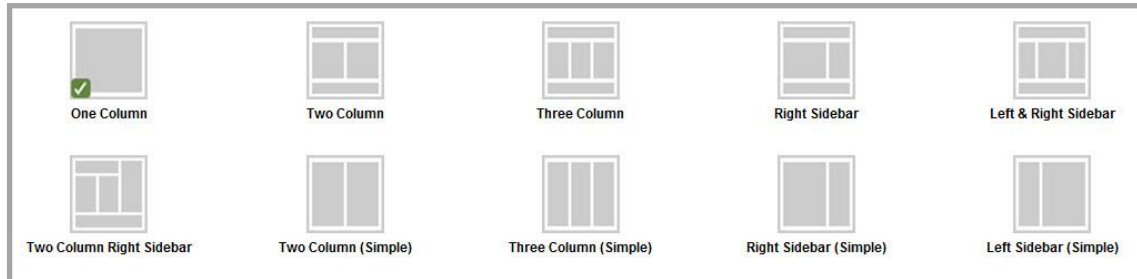 One Column
Two Column
Three Column
Right Sidebar
Left & Right Sidebar
Two Column Right Sidebar
Two Column (Simple)
Three Column (Simple)
Right Sidebar (Simple)
Left Sidebar (Simple)